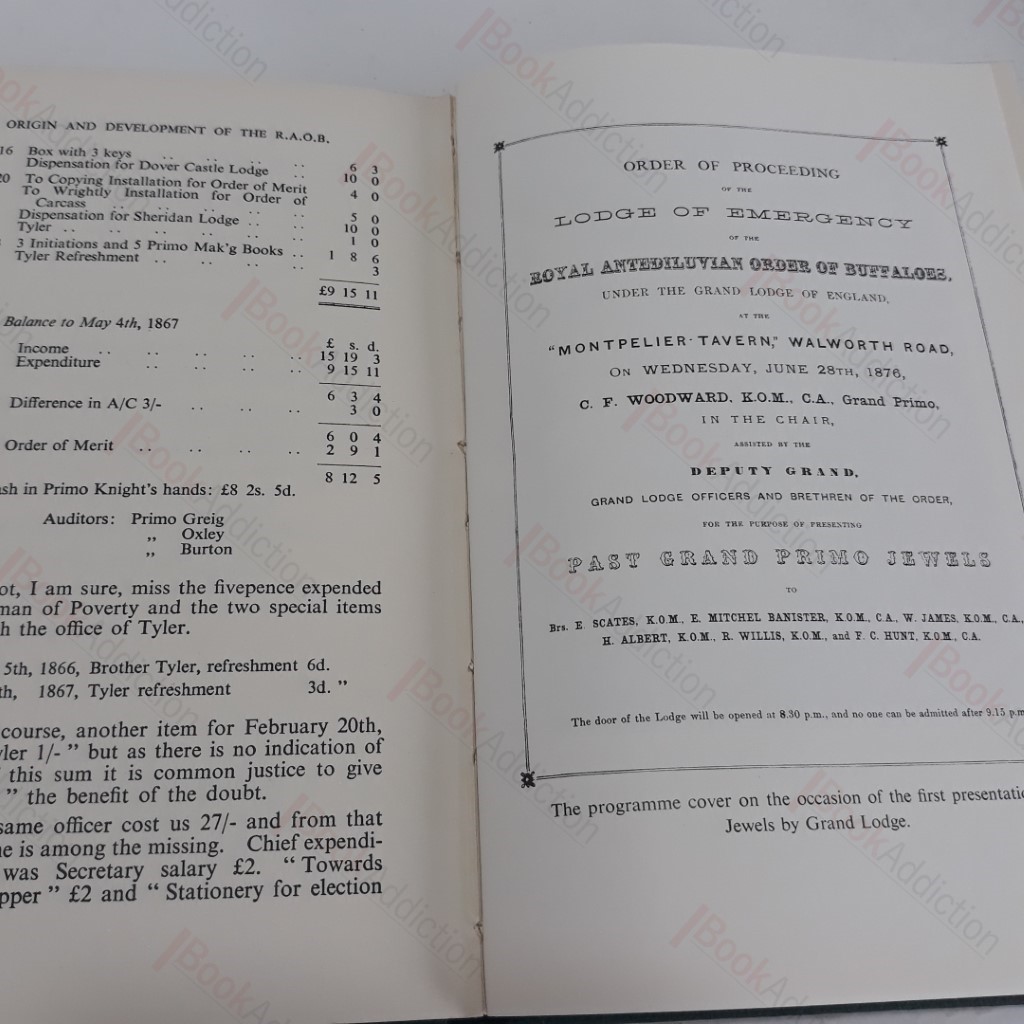 ORIGIN AND DEVELOPMENT OF THE R.A.O.B.
16 Box with 3 keys .. .. .. .. 6 3
Dispensation for Dover Castle Lodge .. 10 0
20 To Copying Installation for Order of Merit 4 0
To Wrightly Installation for Order of
Carcass .. .. .. .. 5 0
Dispensation for Sheridan Lodge .. .. 10 0
Tyler .. .. .. .. .. 1 0
3 Initiations and 5 Primo Mak'g Books .. 1 8 6
Tyler Refreshment .. .. .. .. 3
£9 15 11
Balance to May 4th, 1867
£ s. d.
Income .. .. .. .. .. 15 19 3
Expenditure .. .. .. .. 9 15 11
6 3 4
Difference in A/C 3/- .. .. .. 3 0
6 0 4
Order of Merit .. .. .. .. 2 9 1
8 12 5
sh in Primo Knight's hands: £8 2s. 5d.
Auditors: Primo Greig
„ Oxley
„ Burton
ot, I am sure, miss the fivepence expended
man of Poverty and the two special items
h the office of Tyler.
5th, 1866, Brother Tyler, refreshment 6d.
th, 1867, Tyler refreshment 3d. ”
course, another item for February 20th,
yler 1/- ” but as there is no indication of
this sum it is common justice to give
” the benefit of the doubt.
same officer cost us 27/- and from that
e is among the missing. Chief expendi-
was Secretary salary £2. “ Towards
pper ” £2 and “ Stationery for election
ORDER OF PROCEEDING
OF THE
LODGE OF EMERGENCY
OF THE
ROYAL ANTEDILUVIAN ORDER OF BUFFALOES,
UNDER THE GRAND LODGE OF ENGLAND,
AT THE
"MONTPELIER TAVERN," WALWORTH ROAD,
ON WEDNESDAY, JUNE 28TH, 1876,
C. F. WOODWARD, K.O.M., C.A., Grand Primo,
IN THE CHAIR,
ASSISTED BY THE
DEPUTY GRAND,
GRAND LODGE OFFICERS AND BRETHREN OF THE ORDER,
FOR THE PURPOSE OF PRESENTING
PAST GRAND PRIMO JEWELS
TO
Brs. E. SCATES, K.O.M., E. MITCHEL BANISTER, K.O.M., C.A., W. JAMES, K.O.M., C.A.,
H. ALBERT, K.O.M., R. WILLIS, K.O.M., and F. C. HUNT, K.O.M., C.A.
The door of the Lodge will be opened at 8.30 p.m., and no one can be admitted after 9.15 p.m
The programme cover on the occasion of the first presentatio
Jewels by Grand Lodge.
BookAddiction